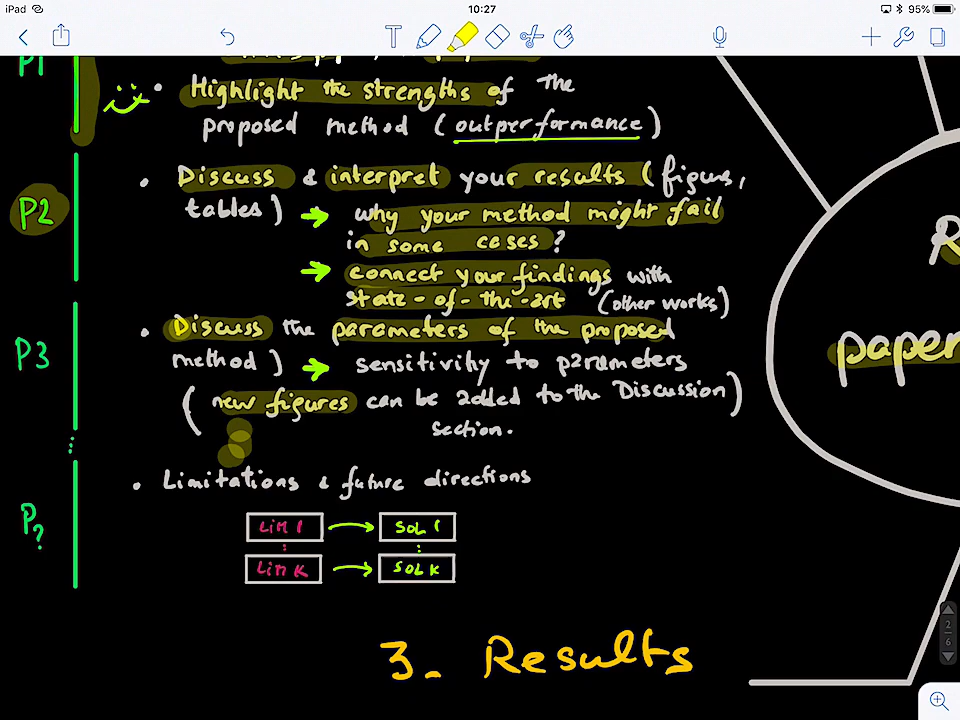 iPad
10:27
95%
P1
• Highlight the strengths of the
proposed method (outperformance)
P2
• Discuss & interpret your results (figures,
tables) → why your method might fail
in some cases?
→ connect your findings with
state-of-the-art (other works)
P3
• Discuss the parameters of the proposed
method) → sensitivity to parameters
(new figures can be added to the Discussion)
section.
P?
• Limitations & future directions
LIM 1 → SOL 1
LIM K → SOL K
3. Results
R
paper
2
6